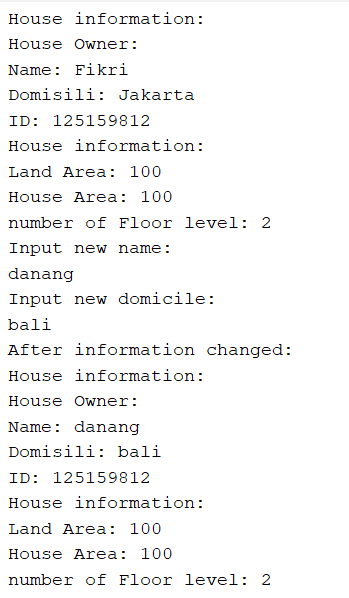 House information:
House Owner:
Name: Fikri
Domisili: Jakarta
ID: 125159812
House information:
Land Area: 100
House Area: 100
number of Floor level: 2
Input new name:
danang
Input new domicile:
bali
After information changed:
House information:
House Owner:
Name: danang
Domisili: bali
ID: 125159812
House information:
Land Area: 100
House Area: 100
number of Floor level: 2